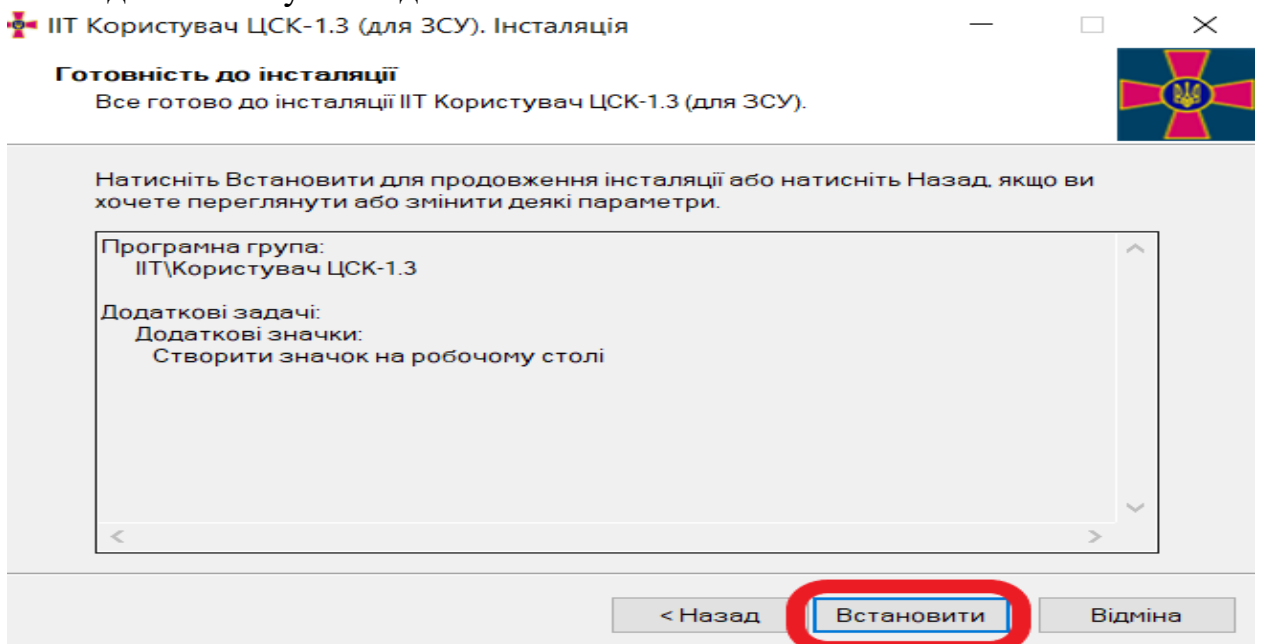 ІІТ Користувач ЦСК-1.3 (для ЗСУ). Інсталяція
Готовність до інсталяції
Все готово до інсталяції ІІТ Користувач ЦСК-1.3 (для ЗСУ).
Натисніть Встановити для продовження інсталяції або натисніть Назад, якщо ви
хочете переглянути або змінити деякі параметри.
Програмна група:
ІІТ\Користувач ЦСК-1.3
Додаткові задачі:
Додаткові значки:
Створити значок на робочому столі
< Назад
Встановити
Відміна